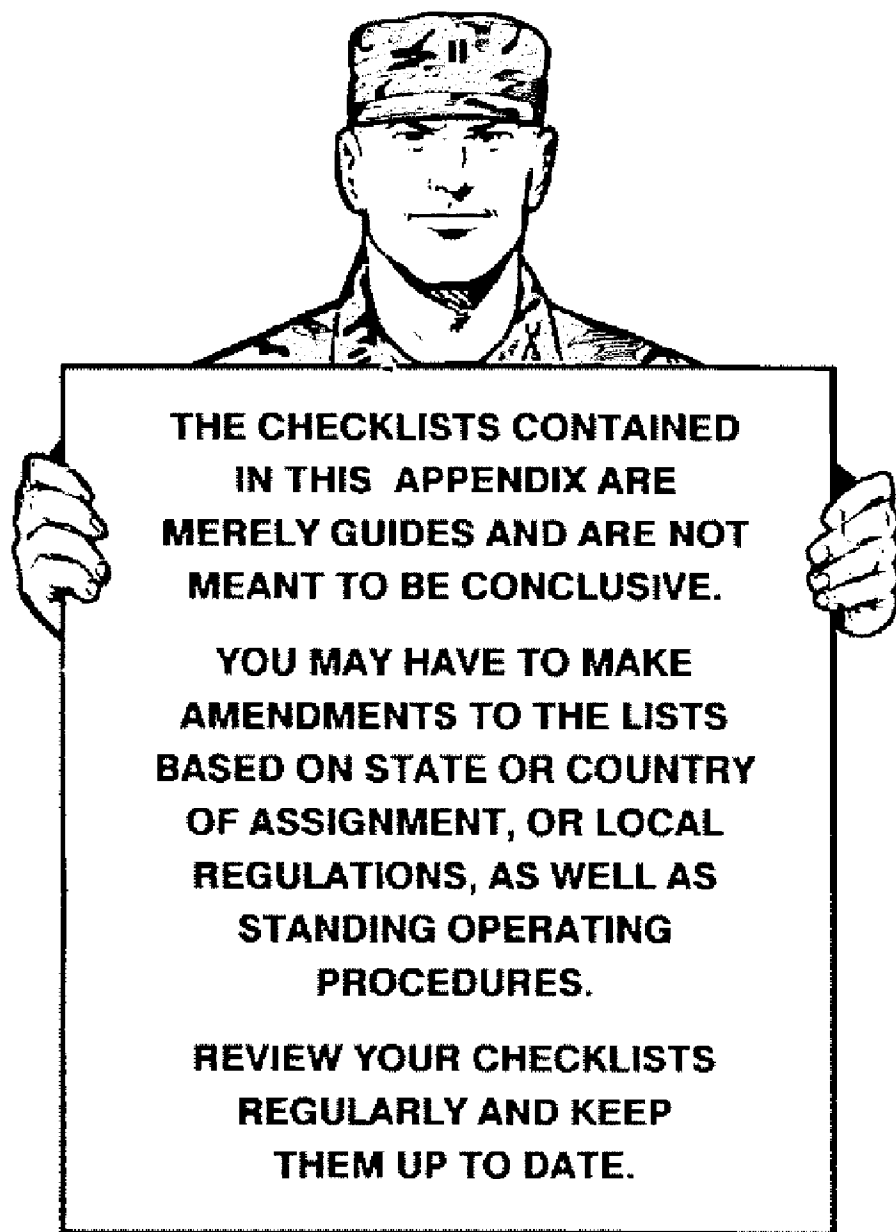 THE CHECKLISTS CONTAINED
IN THIS APPENDIX ARE
MERELY GUIDES AND ARE NOT
MEANT TO BE CONCLUSIVE.
YOU MAY HAVE TO MAKE
AMENDMENTS TO THE LISTS
BASED ON STATE OR COUNTRY
OF ASSIGNMENT, OR LOCAL
REGULATIONS, AS WELL AS
STANDING OPERATING
PROCEDURES.
REVIEW YOUR CHECKLISTS
REGULARLY AND KEEP
THEM UP TO DATE.